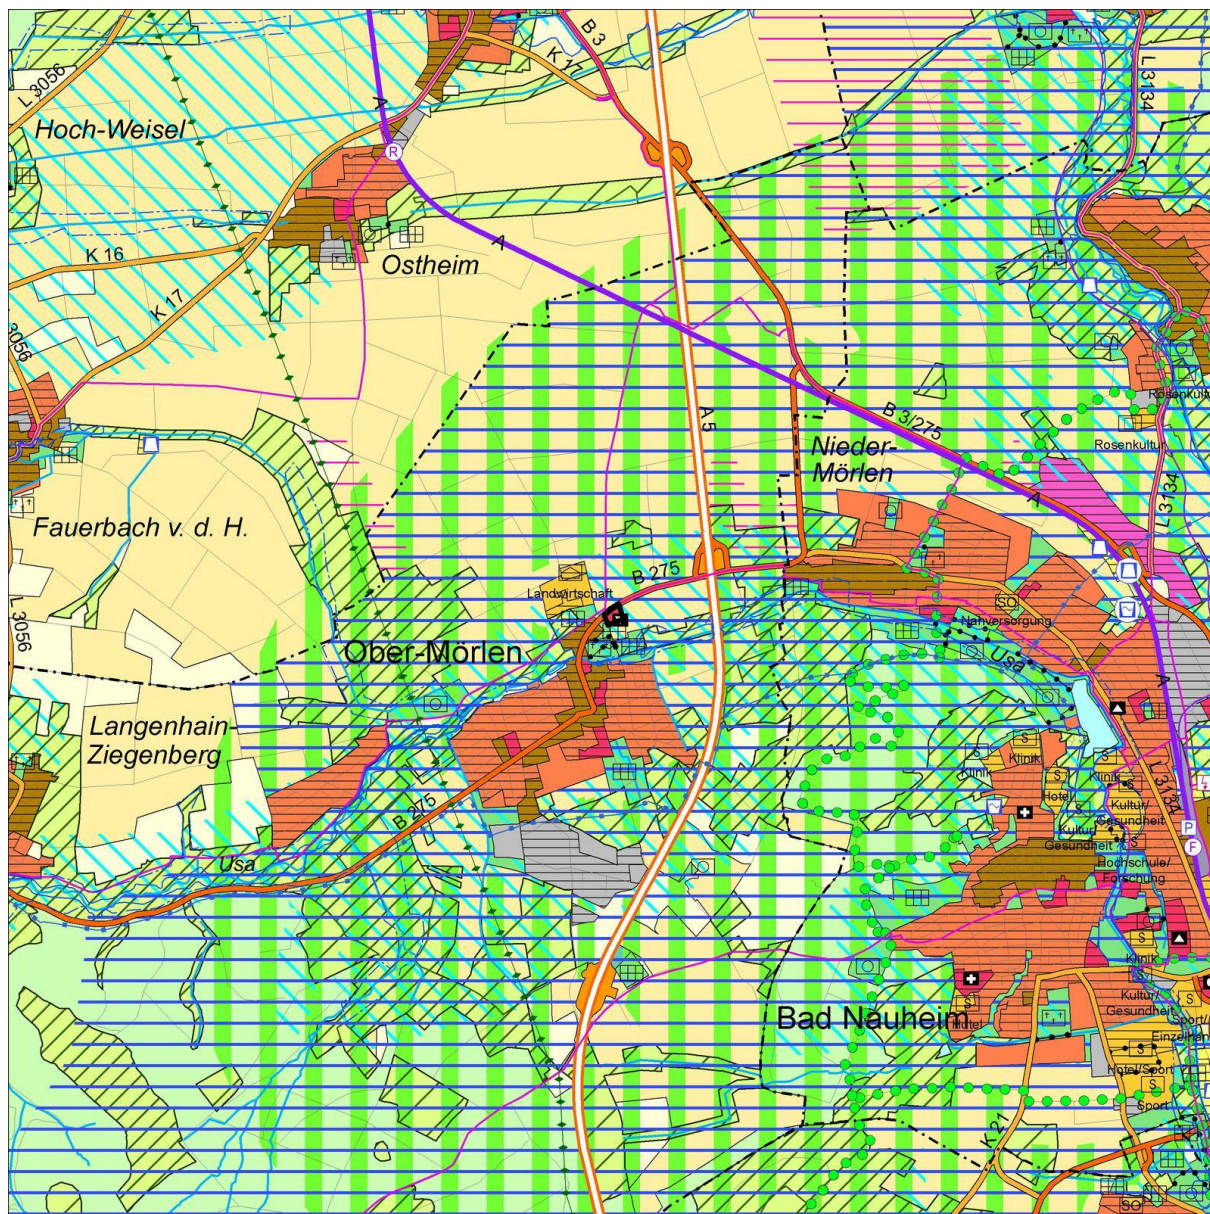 B 3
K 17
L 3056
A
L 3134
Hoch-Weisel
R
K 16
A
Ostheim
K 17
3056
Rosenkultur
A 5
B 3/275
Nieder-
Mörlen
Rosenkultur
L 3134
A
Fauerbach v. d. H.
B 275
Landwirtschaft
L 3056
SO
Nahversorgung
Ober-Mörlen
Usa
A
Langenhain-
Ziegenberg
S
S
S
Klinik
Klinik
Klinik
S
S
L 3134
Hotel
Kultur/
Gesundheit
S
B 275
P
Kultur/
Gesundheit
S
S
F
Hochschule/
Forschung
Usa
S
Klinik
S
Kultur/
Gesundheit
S
S
Bad Nauheim
Hotel
Sport/
Einzelhan
S
Hotel/Sport
S
Sport
K 21
SO